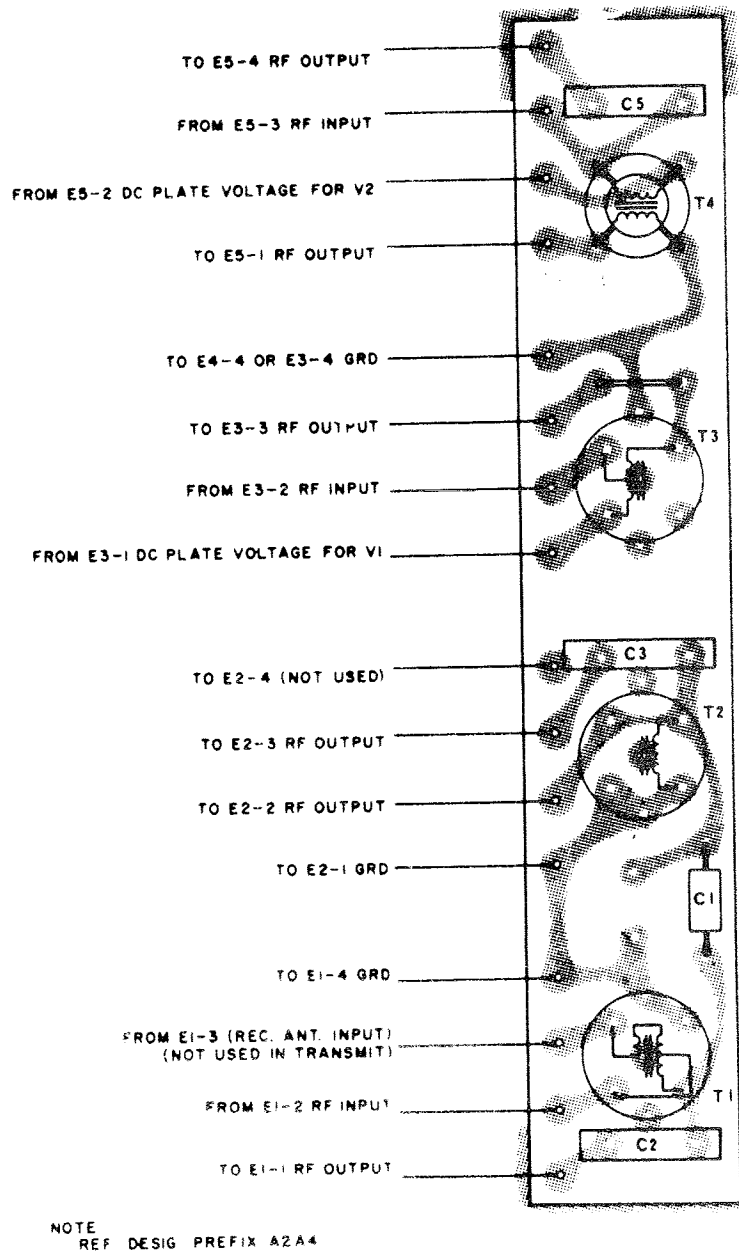 TO E5-4 RF OUTPUT
C5
FROM E5-3 RF INPUT
FROM E5-2 DC PLATE VOLTAGE FOR V2
T4
TO E5-1 RF OUTPUT
TO E4-4 OR E3-4 GRD
TO E3-3 RF OUTPUT
T3
FROM E3-2 RF INPUT
FROM E3-1 DC PLATE VOLTAGE FOR V1
C3
TO E2-4 (NOT USED)
T2
TO E2-3 RF OUTPUT
TO E2-2 RF OUTPUT
TO E2-1 GRD
C1
TO E1-4 GRD
FROM E1-3 (REC. ANT. INPUT)
(NOT USED IN TRANSMIT)
T1
FROM E1-2 RF INPUT
C2
TO E1-1 RF OUTPUT
NOTE
REF DESIG PREFIX A2A4